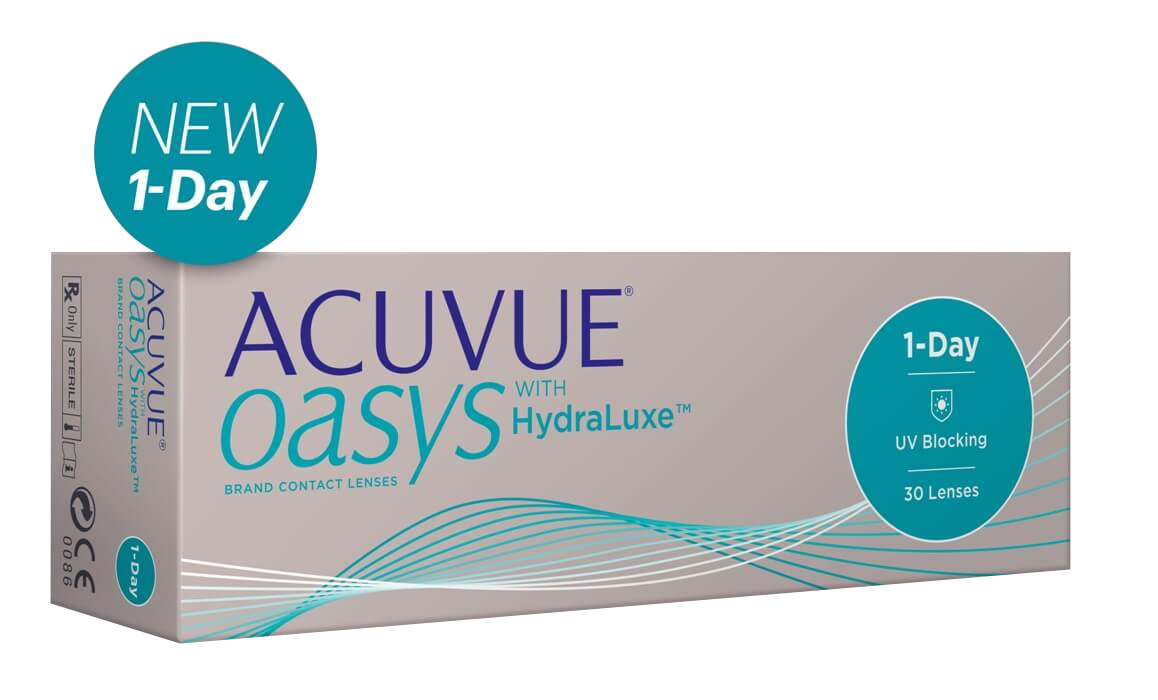 NEW
1-Day
ACUVUE®
oasys WITH
HydraLuxe™
BRAND CONTACT LENSES
1-Day
UV Blocking
30 Lenses
ACUVUE®
oasys WITH HydraLuxe™
BRAND CONTACT LENSES
Rx Only
STERILE
CE
0086
1-Day